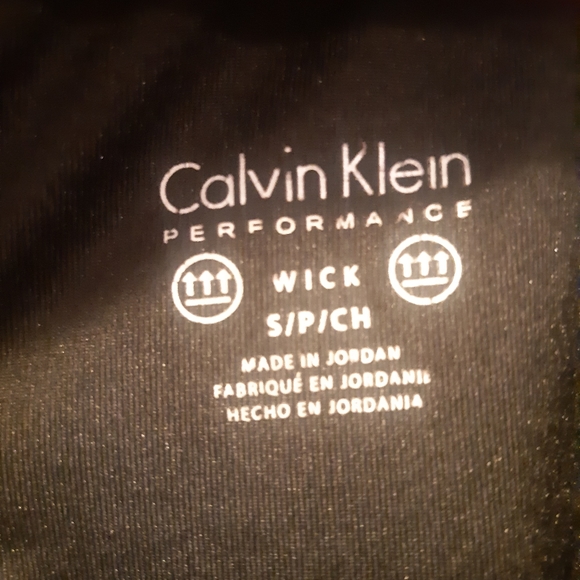 Calvin Klein
PERFORMANCE
WICK
S/P/CH
MADE IN JORDAN
FABRIQUÉ EN JORDANIE
HECHO EN JORDANIA